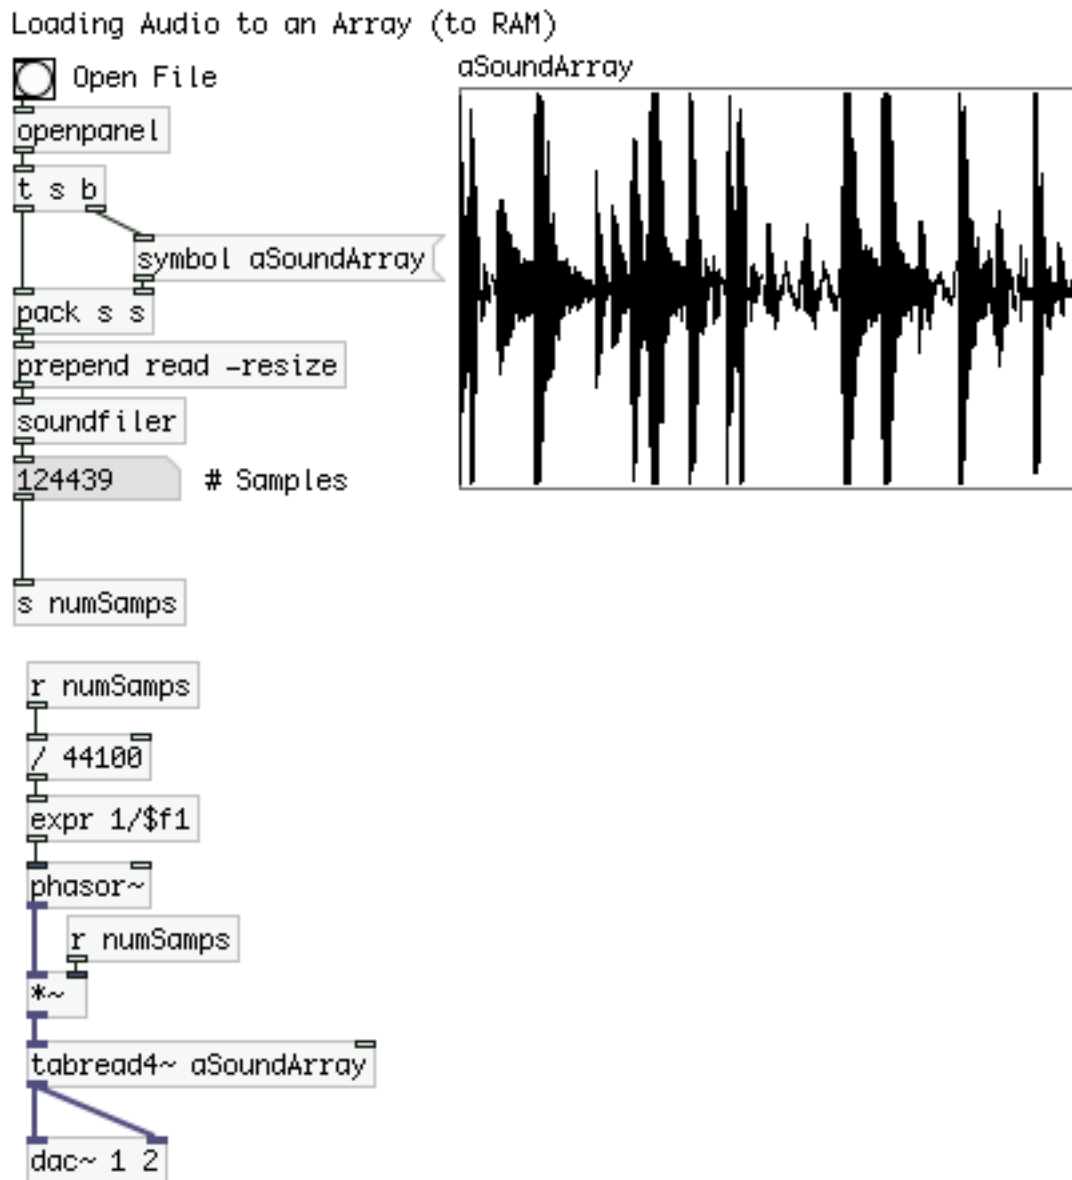 Loading Audio to an Array (to RAM)
Open File
aSoundArray
openpanel
t s b
symbol aSoundArray
pack s s
prepend read -resize
soundfiler
124439
# Samples
s numSamps
r numSamps
/ 44100
expr 1/$f1
phasor~
r numSamps
*~
tabread4~ aSoundArray
dac~ 1 2